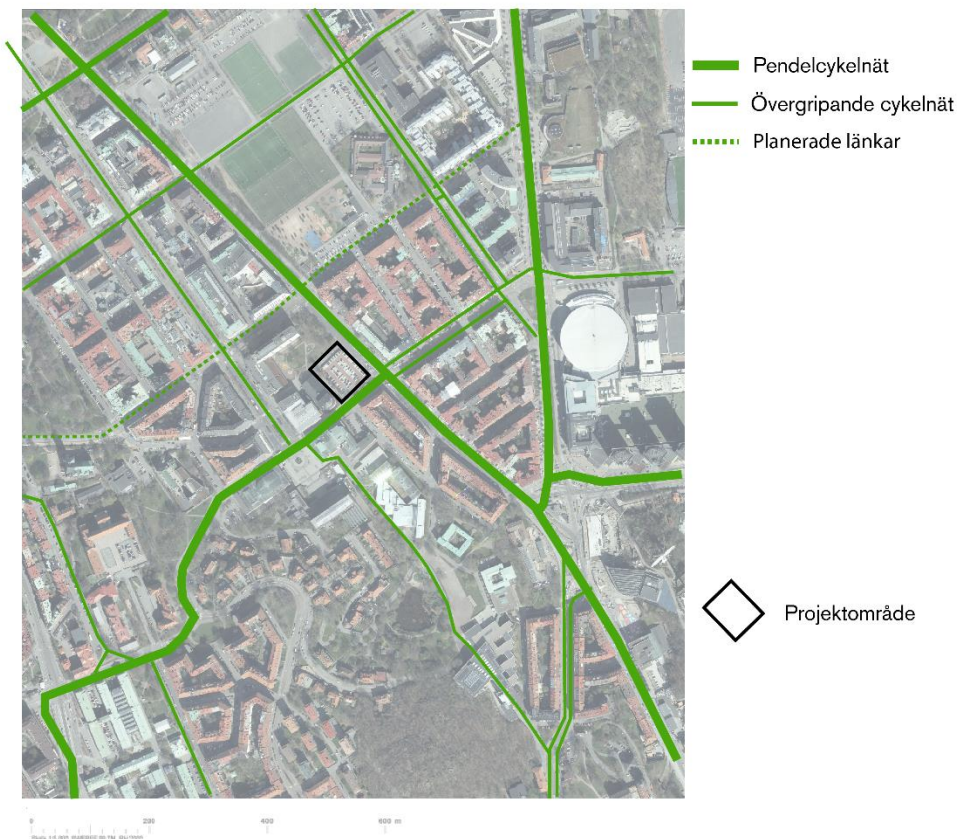 Pendelcykelnät
Övergripande cykelnät
Planerade länkar
Projektområde
0 200 400 600 m